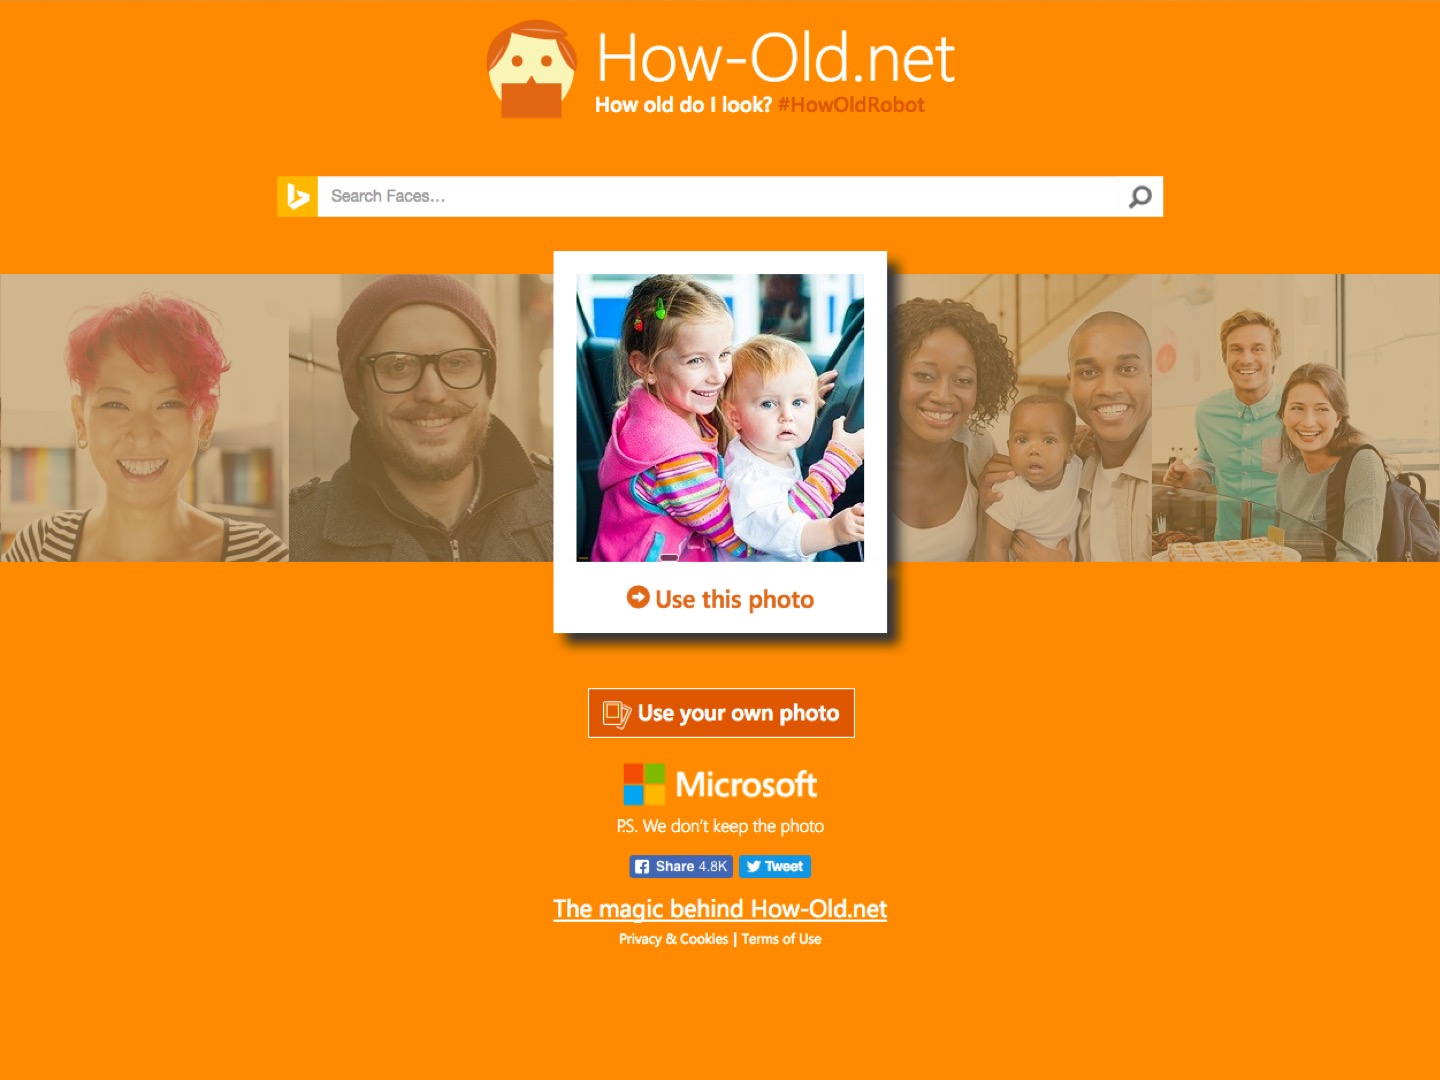 How-Old.net
How old do I look? #HowOldRobot
Search Faces...
Use this photo
Use your own photo
Microsoft
P.S. We don't keep the photo
Share 4.8K Tweet
The magic behind How-Old.net
Privacy & Cookies | Terms of Use